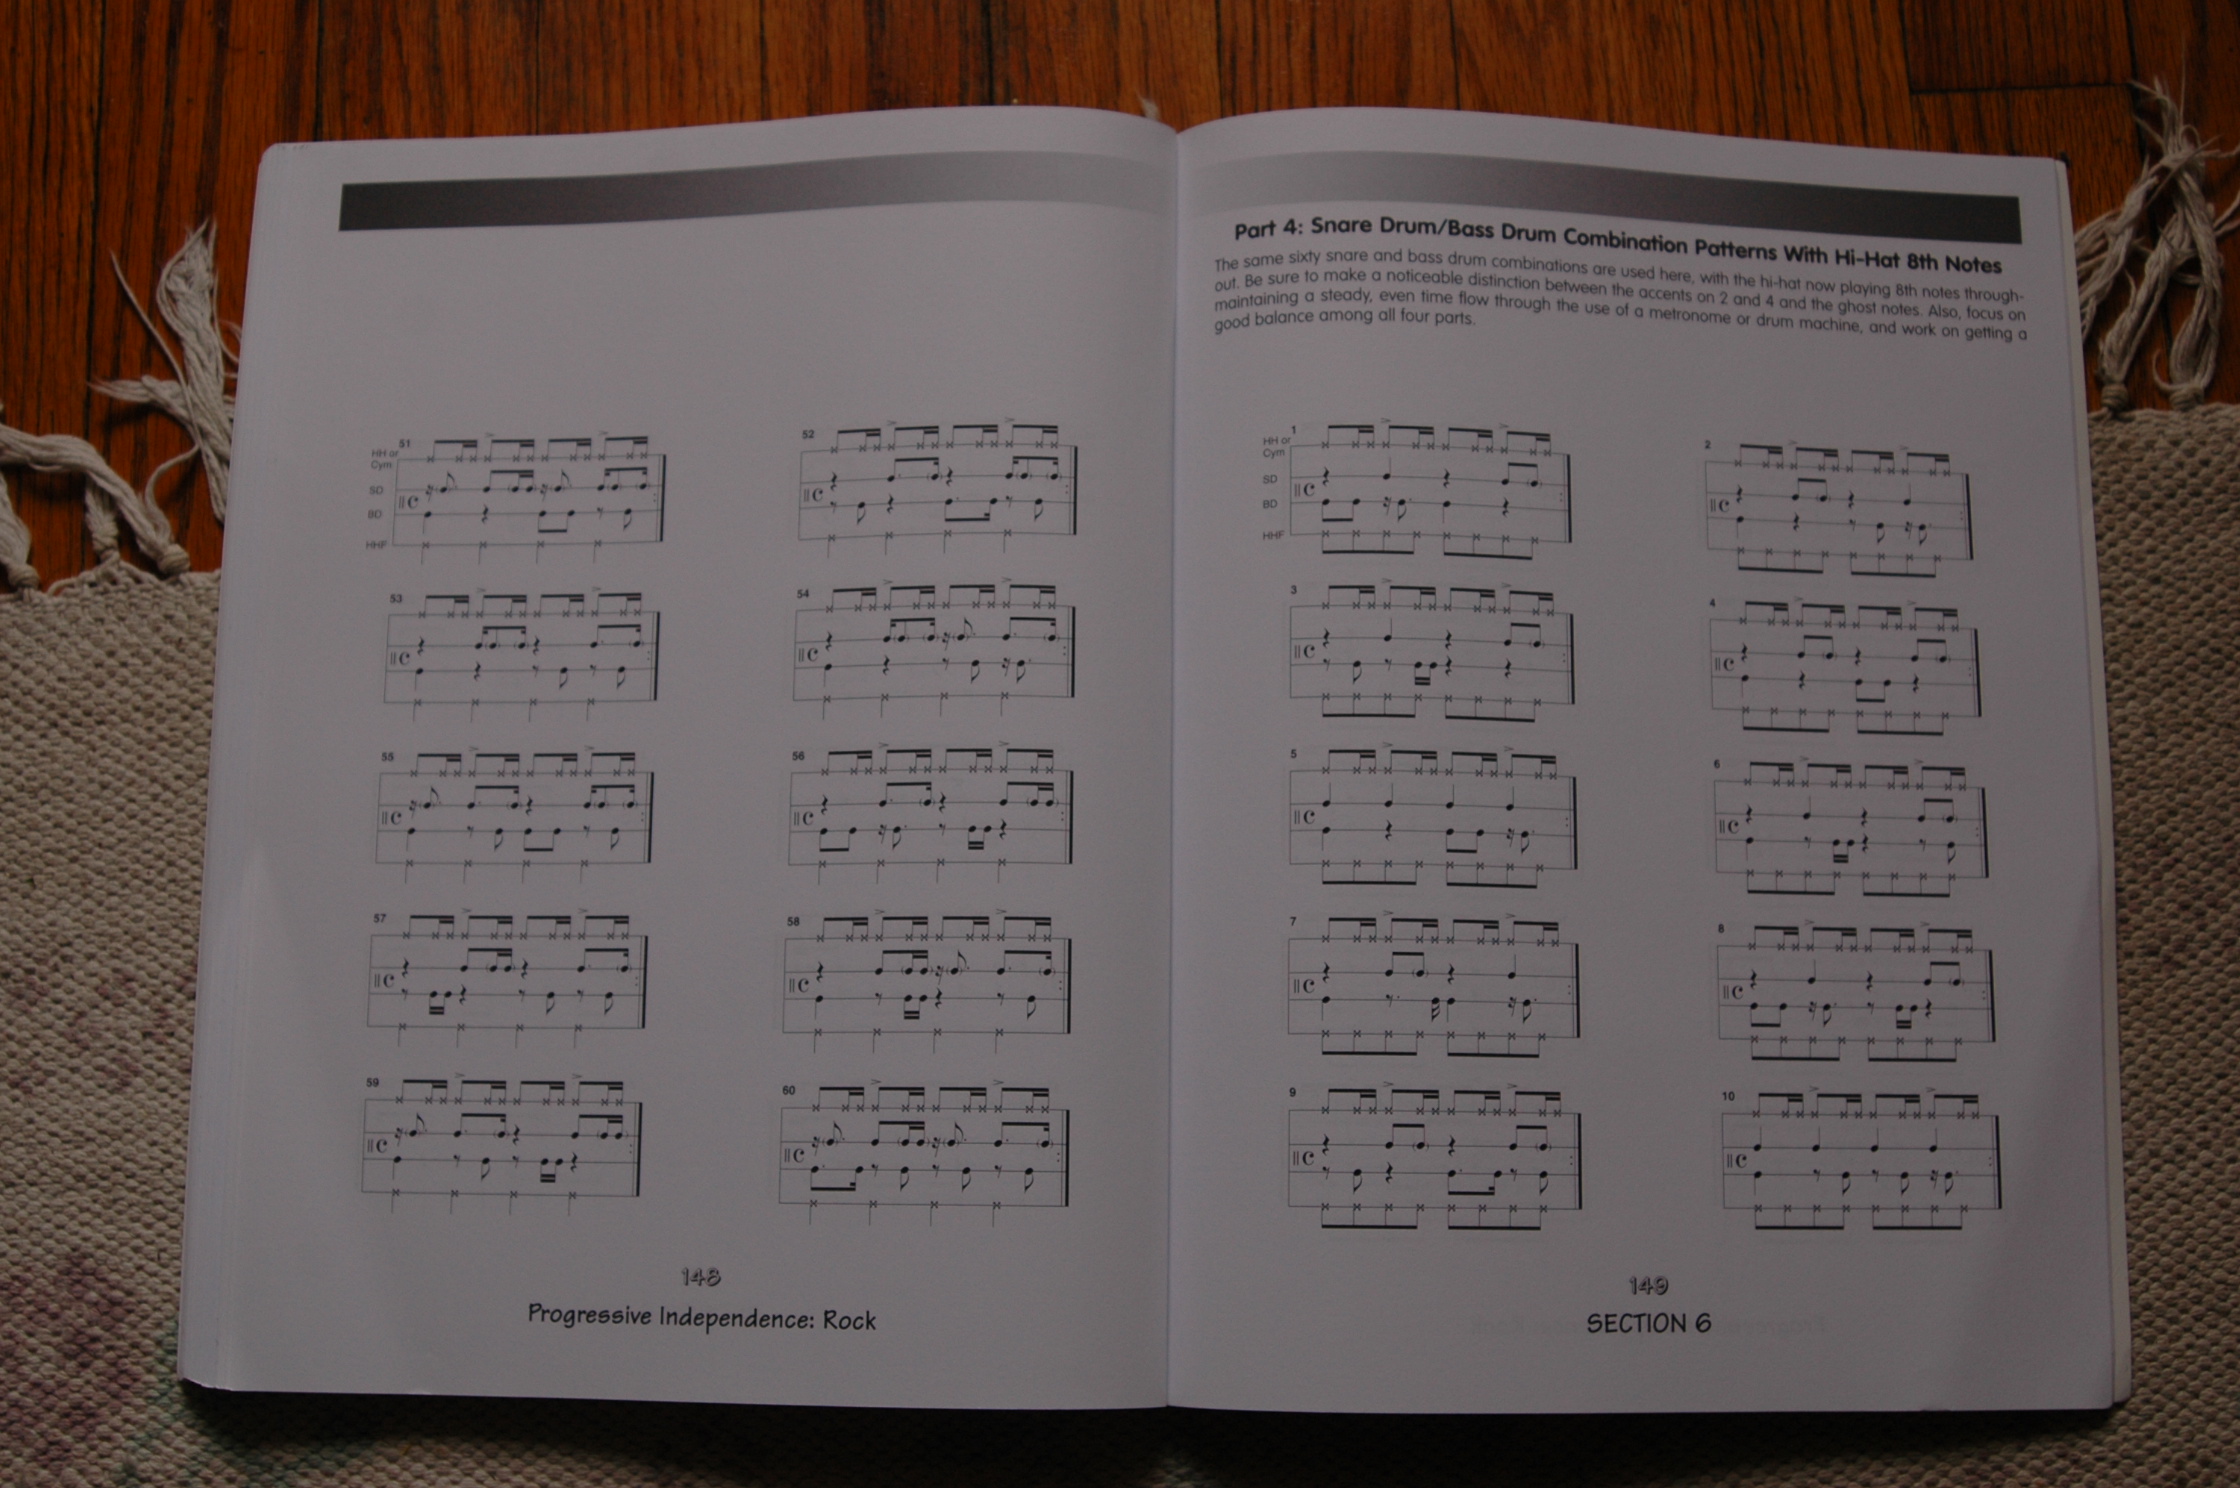 51
52
HH or
Cym
SD
BD
HHF
53
54
55
56
57
58
59
60
148
Progressive Independence: Rock
Part 4: Snare Drum/Bass Drum Combination Patterns With Hi-Hat 8th Notes
The same sixty snare and bass drum combinations are used here, with the hi-hat now playing 8th notes through-
out. Be sure to make a noticeable distinction between the accents on 2 and 4 and the ghost notes. Also, focus on
maintaining a steady, even time flow through the use of a metronome or drum machine, and work on getting a
good balance among all four parts.
1
2
HH or
Cym
SD
BD
HHF
3
4
5
6
7
8
9
10
149
SECTION 6